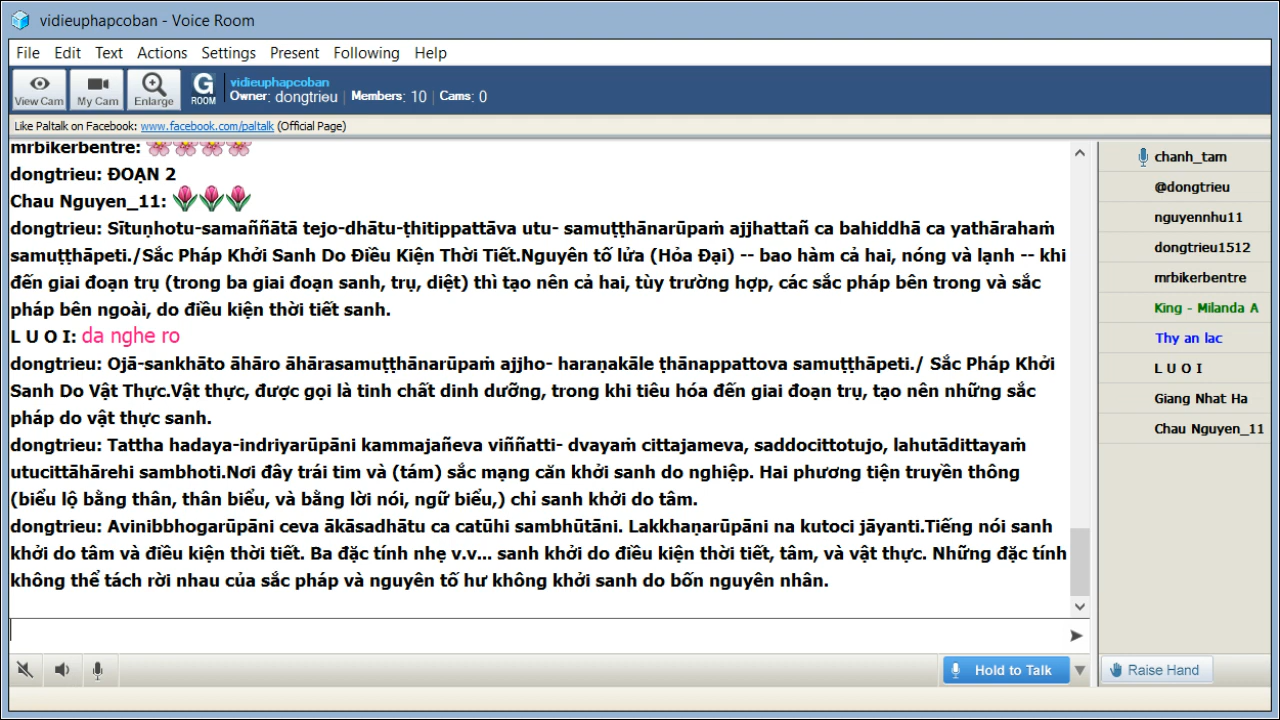 vidieuphapcoban - Voice Room
File Edit Text Actions Settings Present Following Help
View Cam My Cam Enlarge G ROOM
vidieuphapcoban
Owner: dongtrieu | Members: 10 | Cams: 0
Like Paltalk on Facebook: www.facebook.com/paltalk (Official Page)
mrbikerbentre:
dongtrieu: ĐOẠN 2
Chau Nguyen_11:
dongtrieu: Sītuṇhotu-samaññātā tejo-dhātu-ṭhitippattāva utu- samuṭṭhānarūpaṁ ajjhattañ ca bahiddhā ca yathārahaṁ
samuṭṭhāpeti./Sắc Pháp Khởi Sanh Do Điều Kiện Thời Tiết.Nguyên tố lửa (Hỏa Đại) -- bao hàm cả hai, nóng và lạnh -- khi
đến giai đoạn trụ (trong ba giai đoạn sanh, trụ, diệt) thì tạo nên cả hai, tùy trường hợp, các sắc pháp bên trong và sắc
pháp bên ngoài, do điều kiện thời tiết sanh.
L U O I: da nghe ro
dongtrieu: Ojā-sankhāto āhāro āhārasamuṭṭhānarūpaṁ ajjho- haraṇakāle ṭhānappattova samuṭṭhāpeti./ Sắc Pháp Khởi
Sanh Do Vật Thực.Vật thực, được gọi là tinh chất dinh dưỡng, trong khi tiêu hóa đến giai đoạn trụ, tạo nên những sắc
pháp do vật thực sanh.
dongtrieu: Tattha hadaya-indriyarūpāni kammajañeva viññatti- dvayaṁ cittajameva, saddocittotujo, lahutādittayaṁ
utucittāhārehi sambhoti.Nơi đây trái tim và (tám) sắc mạng căn khởi sanh do nghiệp. Hai phương tiện truyền thông
(biểu lộ bằng thân, thân biểu, và bằng lời nói, ngữ biểu,) chỉ sanh khởi do tâm.
dongtrieu: Avinibbhogarūpāni ceva ākāsadhātu ca catūhi sambhūtāni. Lakkhaṇarūpāni na kutoci jāyanti.Tiếng nói sanh
khởi do tâm và điều kiện thời tiết. Ba đặc tính nhẹ v.v... sanh khởi do điều kiện thời tiết, tâm, và vật thực. Những đặc tính
không thể tách rời nhau của sắc pháp và nguyên tố hư không khởi sanh do bốn nguyên nhân.
chanh_tam
@dongtrieu
nguyennhu11
dongtrieu1512
mrbikerbentre
King - Milanda A
Thy an lac
L U O I
Giang Nhat Ha
Chau Nguyen_11
Hold to Talk
Raise Hand